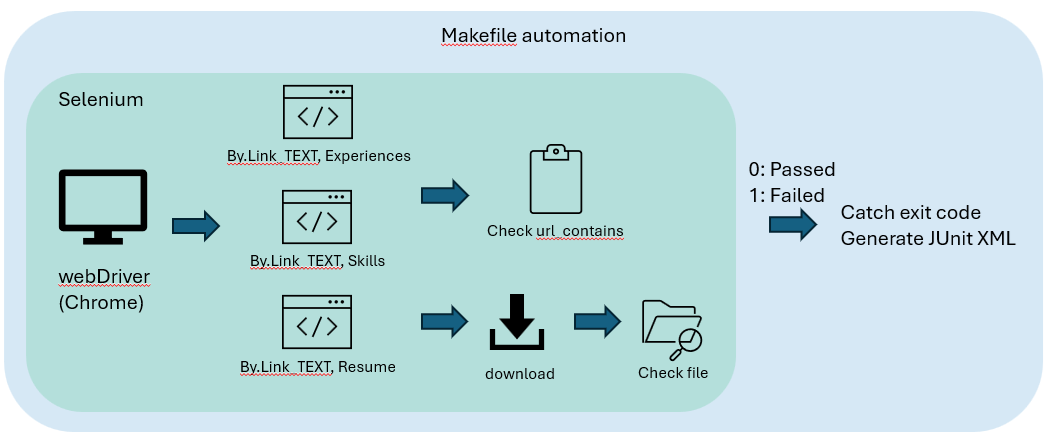 Makefile automation
Selenium
</>
By.Link_TEXT, Experiences
</>
By.Link_TEXT, Skills
</>
By.Link_TEXT, Resume
webDriver
(Chrome)
Check url_contains
download
Check file
0: Passed
1: Failed
Catch exit code
Generate JUnit XML